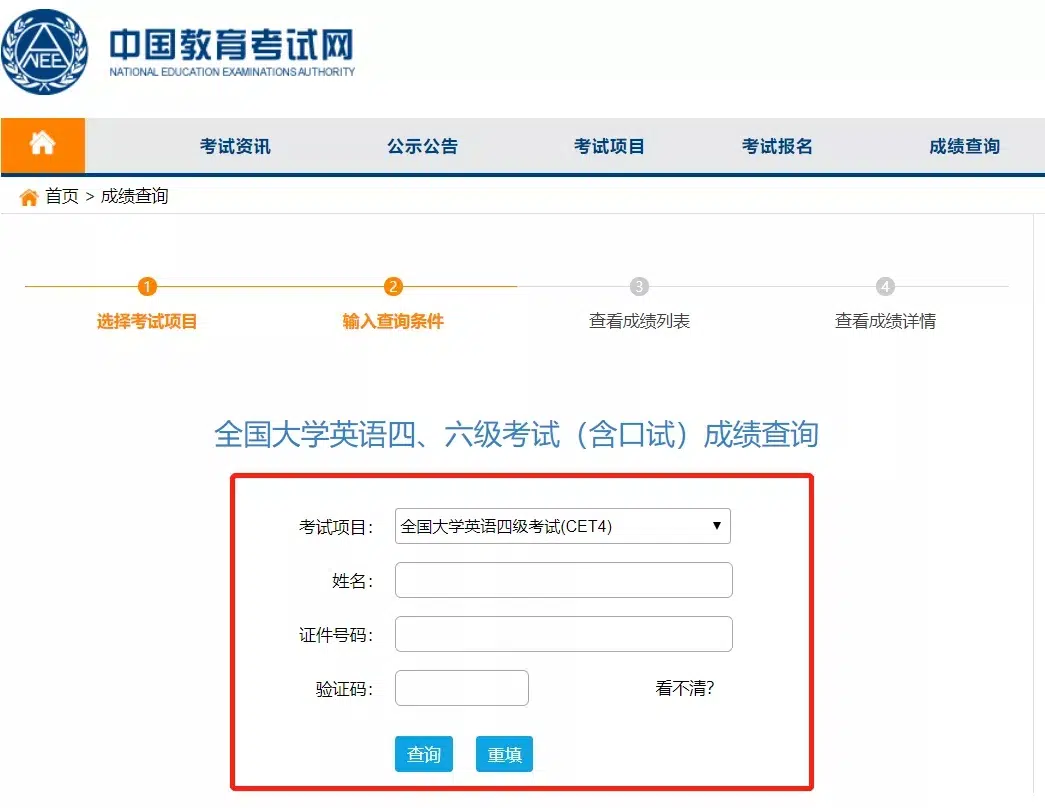 NEE
中国教育考试网
NATIONAL EDUCATION EXAMINATIONS AUTHORITY
考试资讯 公示公告 考试项目 考试报名 成绩查询
首页 > 成绩查询
1 2 3 4
选择考试项目 输入查询条件 查看成绩列表 查看成绩详情
全国大学英语四、六级考试（含口试）成绩查询
考试项目： 全国大学英语四级考试(CET4)
姓名：
证件号码：
验证码： 看不清?
查询 重填